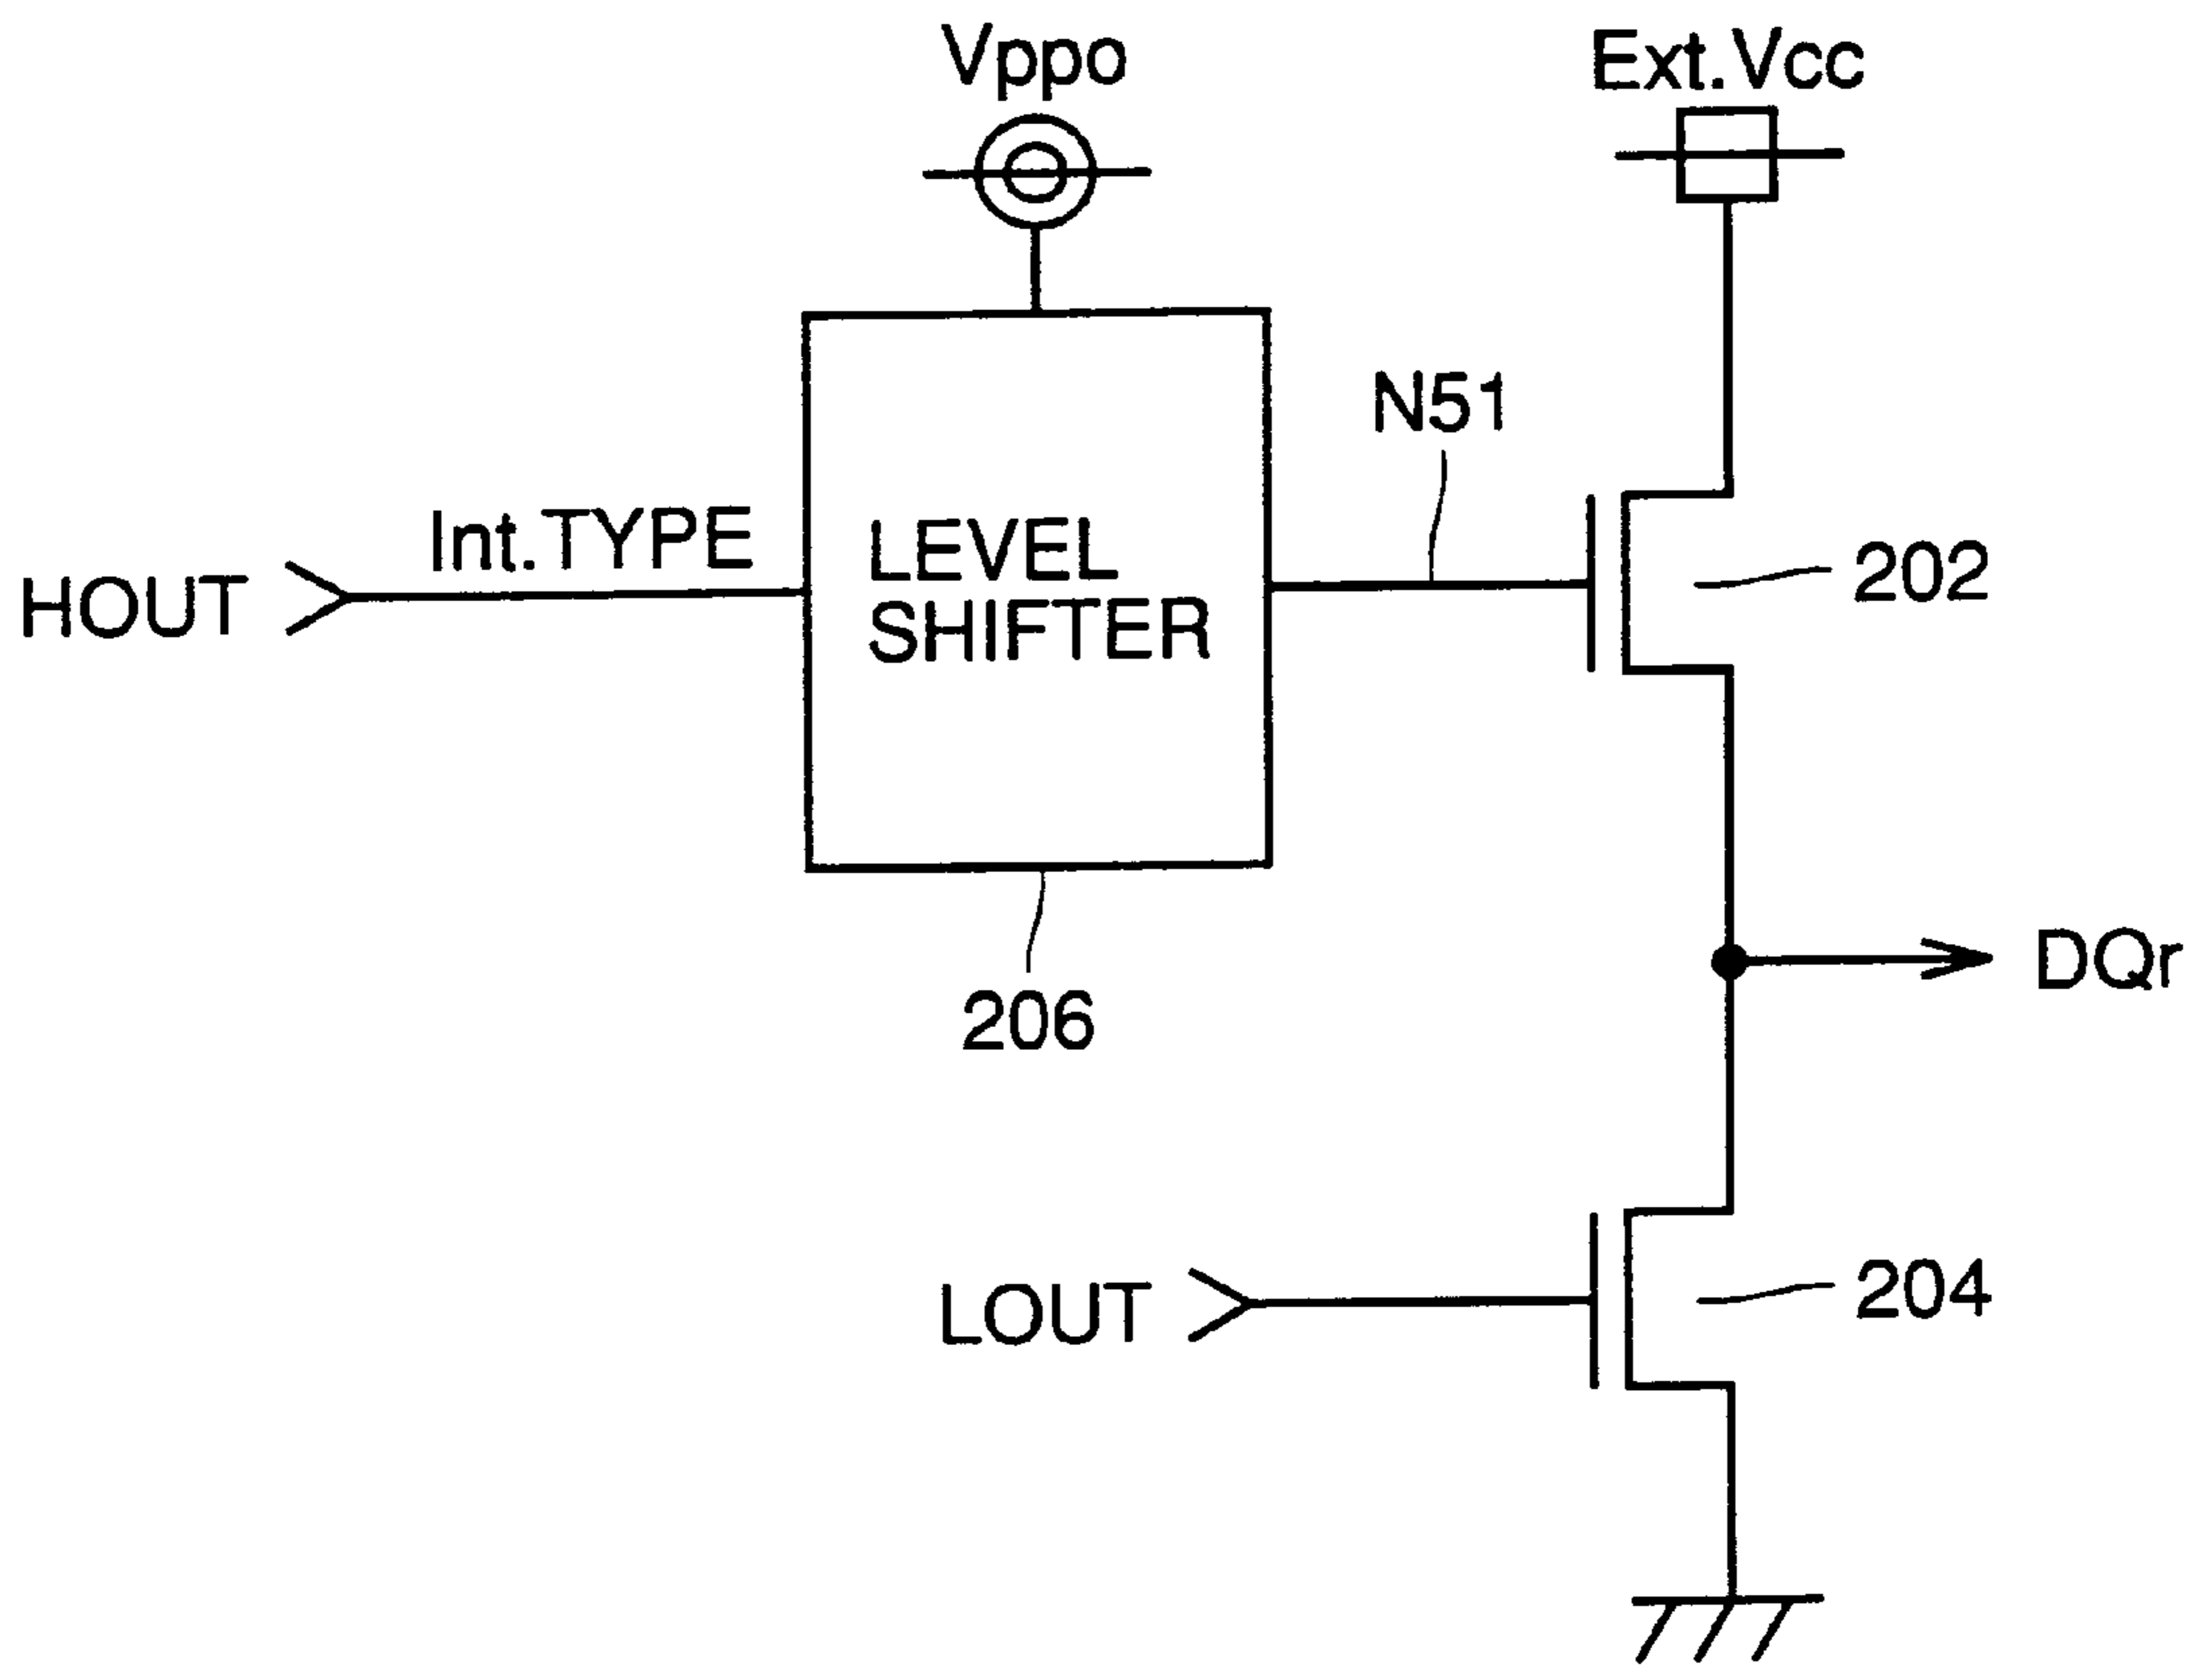 Vppo
Ext.Vcc
N51
Int.TYPE
HOUT
LEVEL
SHIFTER
202
DQr
206
LOUT
204